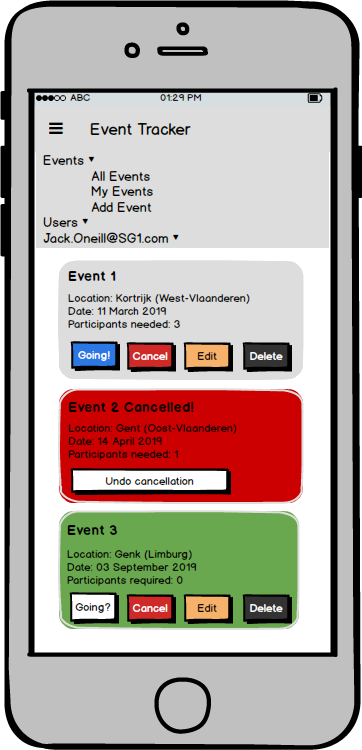 ABC 01:29 PM
Event Tracker
Events
All Events
My Events
Add Event
Users
Jack.Oneill@SG1.com
Event 1
Location: Kortrijk (West-Vlaanderen)
Date: 11 March 2019
Participants needed: 3
Going! Cancel Edit Delete
Event 2 Cancelled!
Location: Gent (Oost-Vlaanderen)
Date: 14 April 2019
Participants needed: 1
Undo cancellation
Event 3
Location: Genk (Limburg)
Date: 03 September 2019
Participants required: 0
Going? Cancel Edit Delete